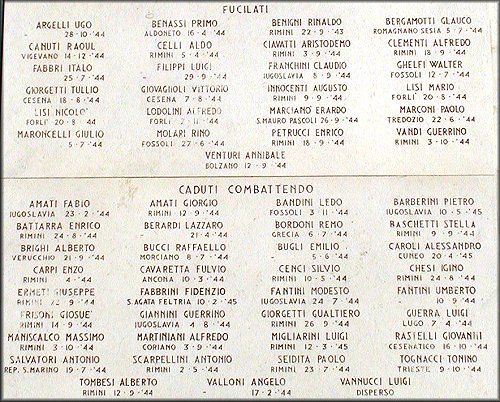 FUCILATI
ARGELLI UGO BENASSI PRIMO BENIGNI RINALDO BERGAMOTTI GLAUCO
28·10·'44 ALDONETO 16·4·'44 RIMINI 22·9·'43 ROMAGNANO SESIA 5·7·'44
CANUTI RAOUL CELLI ALDO CIAVATTI ARISTODEMO CLEMENTI ALFREDO
VIGEVANO 14·12·'44 RIMINI 5·4·'44 RIMINI 3·9·'44 RIMINI 18·9·'44
FABBRI ITALO FILIPPI LUIGI FRANCHINI CLAUDIO GHELFI WALTER
25·7·'44 29·9·'44 IUGOSLAVIA 8·9·'44 FOSSOLI 12·7·'44
GIORGETTI TULLIO GIOVAGLIOLI VITTORIO INNOCENTI AUGUSTO LISI MARIO
CESENA 18·8·'44 CESENA 7·8·'44 RIMINI 9·9·'44 FORLI' 20·8·'44
LISI NICOLO' LODOLINI ALFREDO MARCIANO ERARDO MARCONI PAOLO
FORLI' 20·8·'44 FORLI' 2·11·'44 S.MAURO PASCOLI 26·9·'44 TREDOZIO 22·6·'44
MARONCELLI GIULIO MOLARI RINO PETRUCCI ENRICO VANDI GUERRINO
5·7·'44 FOSSOLI 27·6·'44 RIMINI 18·9·'44 RIMINI 3·10·'44
VENTURI ANNIBALE
BOLZANO 12·9·'44
CADUTI COMBATTENDO
AMATI FABIO AMATI GIORGIO BANDINI LEDO BARBERINI PIETRO
IUGOSLAVIA 23·2·'44 RIMINI 12·9·'44 FOSSOLI 3·11·'44 IUGOSLAVIA 10·5·'45
BATTARRA ENRICO BERARDI LAZZARO BORDONI REMO BASCHETTI STELLA
RIMINI 24·8·'44 21·4·'44 GRECIA 6·7·'44 RIMINI 9·9·'44
BRIGHI ALBERTO BUCCI RAFFAELLO BUGLI EMILIO CAROLI ALESSANDRO
VERUCCHIO 21·9·'44 MORCIANO 8·7·'44 5·6·'44 CUNEO 20·4·'45
CARPI ENZO CAVARETTA FULVIO CENCI SILVIO CHESI IGINO
RIMINI 4·'44 ANCONA 10·3·'44 RIMINI 10·5·'44 RIMINI 24·8·'44
ERMETI GIUSEPPE FABBRINI FIDENZIO FANTINI MODESTO FANTINI UMBERTO
RIMINI 22·9·'44 S.AGATA FELTRIA 10·2·'45 IUGOSLAVIA 24·7·'44 10·9·'44
FRISONI GIOSUE' GIANNINI GUERRINO GIORGETTI GUALTIERO GUERRA LUIGI
RIMINI 14·9·'44 IUGOSLAVIA 4·8·'44 RIMINI 26·9·'44 LUGO 7·4·'44
MANISCALCO MASSIMO MARTINIANI ALFREDO MIGLIARINI LUIGI RASTELLI GIOVANNI
RIMINI 3·10·'44 CORIANO 3·9·'44 RIMINI 12·3·'45 CESENATICO 16·10·'44
SALVATORI ANTONIO SCARPELLINI ANTONIO SEIDITA PAOLO TOGNACCI TONINO
REP. S.MARINO 19·7·'44 RIMINI 2·5·'44 RIMINI 23·7·'44 TRIESTE 9·10·'44
TOMBESI ALBERTO VALLONI ANGELO VANNUCCI LUIGI
RIMINI 12·9·'44 17·2·'44 DISPERSO